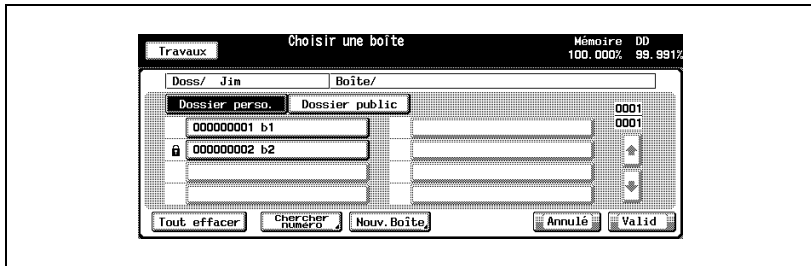 Travaux
Choisir une boîte
Mémoire DD
100.000% 99.991%
Doss/ Jim
Boîte/
Dossier perso.
Dossier public
0001
0001
000000001 b1
000000002 b2
Tout effacer
Chercher
numéro
Nouv.Boîte
Annulé
Valid